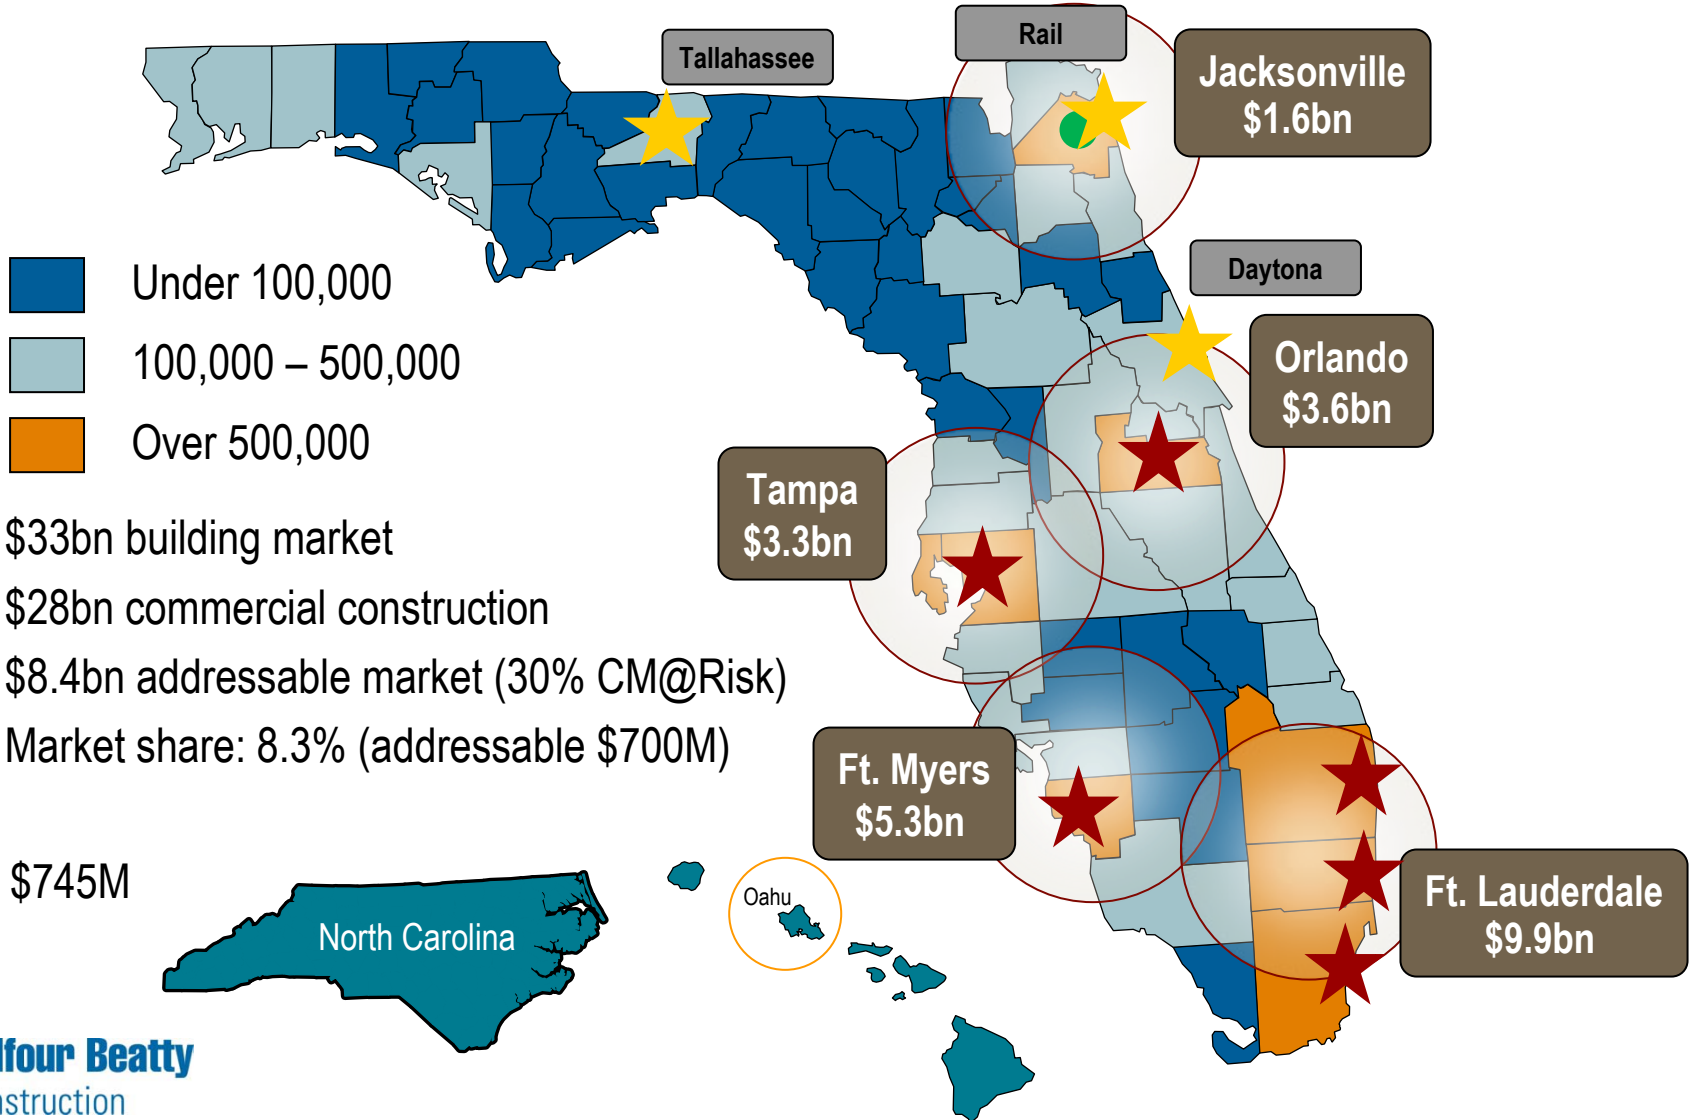 Tallahassee
Rail
Jacksonville
$1.6bn
Daytona
Under 100,000
100,000 – 500,000
Over 500,000
Orlando
$3.6bn
Tampa
$3.3bn
$33bn building market
$28bn commercial construction
$8.4bn addressable market (30% CM@Risk)
Market share: 8.3% (addressable $700M)
Ft. Myers
$5.3bn
Ft. Lauderdale
$9.9bn
$745M
North Carolina
Oahu
lfour Beatty
nstruction